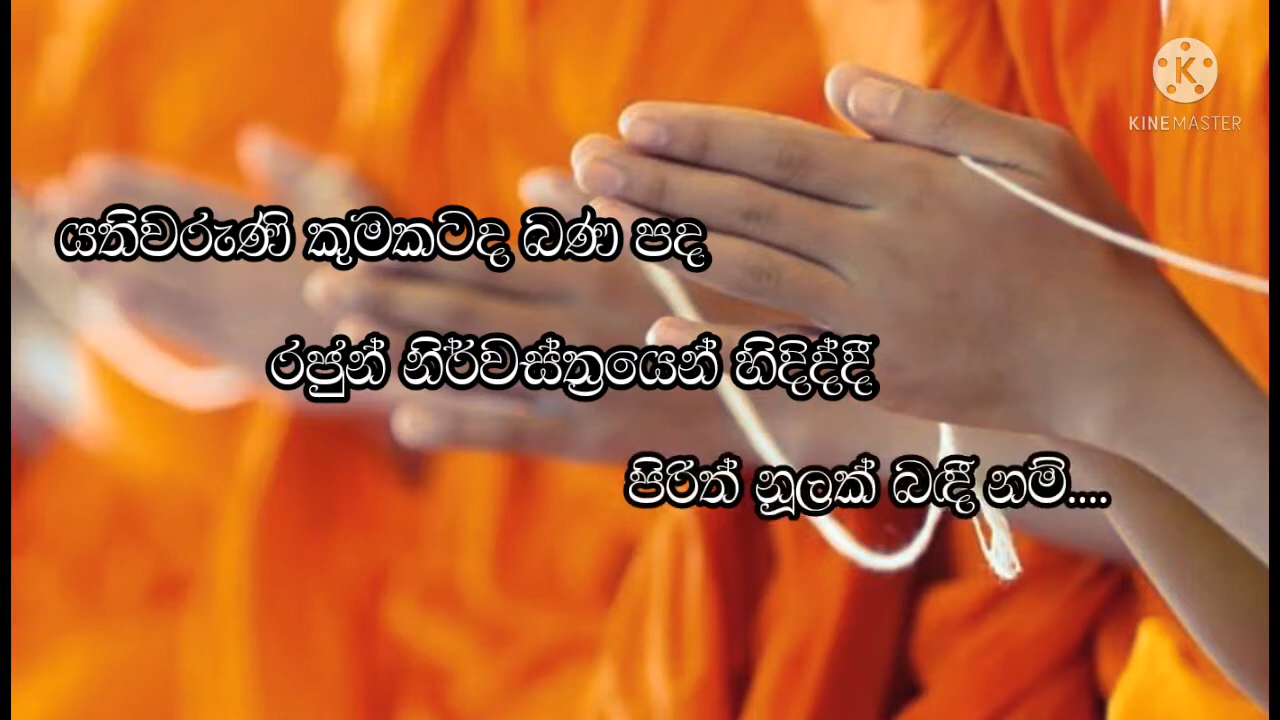 KINEMASTER
යතිවරුණි කුමකටද බණ පද
රජුන් නිර්වස්ත්‍රයෙන් හිදිද්දී
පිරිත් නූලක් බඳී නම්....